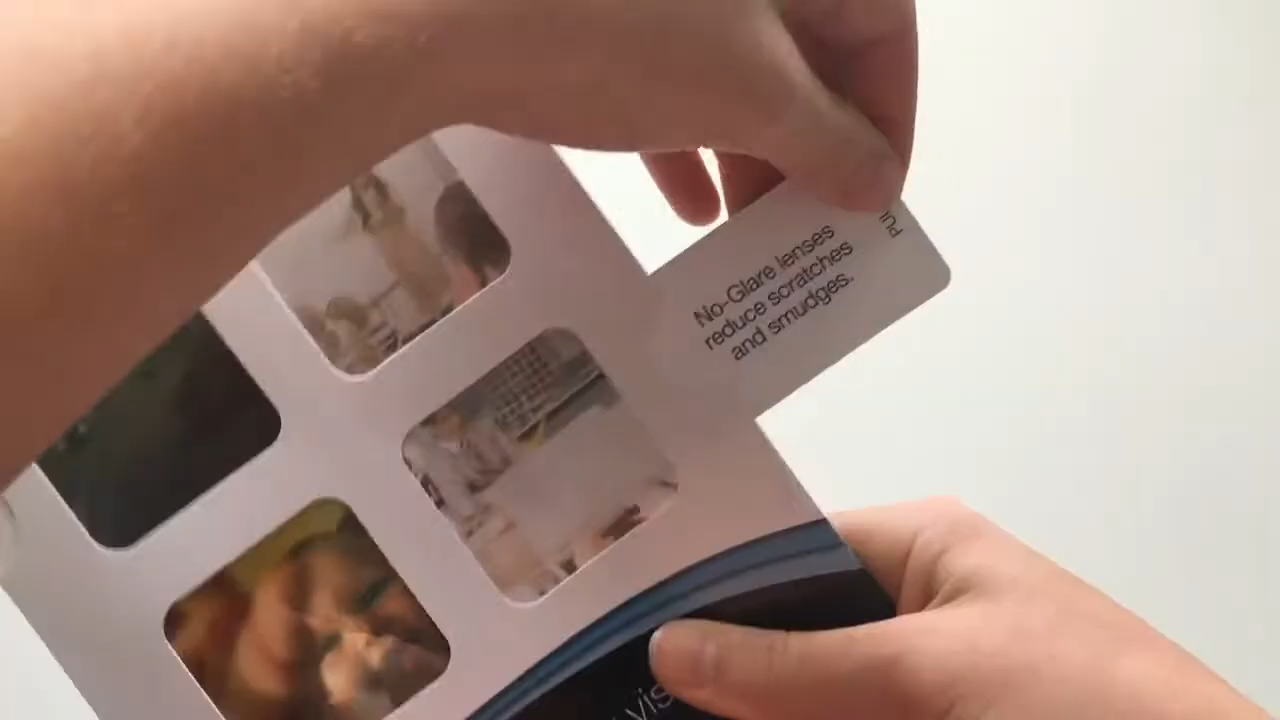 No-Glare lenses
reduce scratches
and smudges.